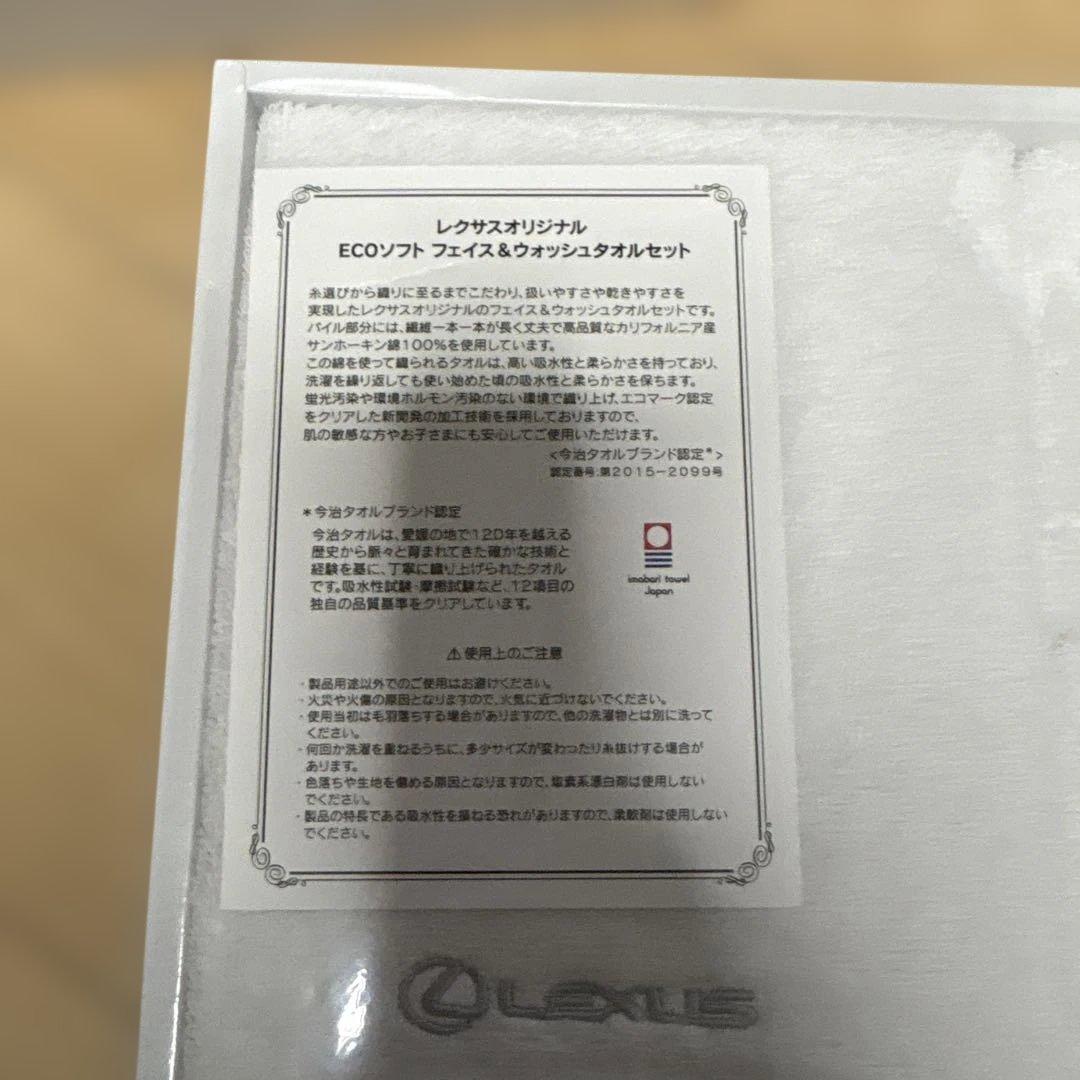 レクサスオリジナル
ECOソフト フェイス&ウォッシュタオルセット
糸選びから織りに至るまでこだわり、扱いやすさや乾きやすさを
実現したレクサスオリジナルのフェイス&ウォッシュタオルセットです。
パイル部分には、繊維一本一本が長く丈夫で高品質なカリフォルニア産
サンホーキン綿100%を使用しています。
この綿を使って織られるタオルは、高い吸水性と柔らかさを持っており、
洗濯を繰り返しても使い始めた頃の吸水性と柔らかさを保ちます。
蛍光汚染や環境ホルモン汚染のない環境で織り上げ、エコマーク認定
をクリアした新開発の加工技術を採用しておりますので、
肌の敏感な方やお子さまにも安心してご使用いただけます。
<今治タオルブランド認定*>
認定番号:第2015-2099号
*今治タオルブランド認定
今治タオルは、愛媛の地で120年を越える
歴史から脈々と育まれてきた確かな技術と
経験を基に、丁寧に織り上げられたタオル
です。吸水性試験・摩擦試験など、12項目の
独自の品質基準をクリアしています。
imabari towel
Japan
⚠使用上のご注意
・製品用途以外でのご使用はお避けください。
・火災や火傷の原因となりますので、火気に近づけないでください。
・使用当初は毛羽落ちする場合がありますので、他の洗濯物とは別に洗って
ください。
・何回か洗濯を重ねるうちに、多少サイズが変わったり糸抜けする場合が
あります。
・色落ちや生地を傷める原因となりますので、塩素系漂白剤は使用しない
でください。
・製品の特長である吸水性を損ねる恐れがありますので、柔軟剤は使用しない
でください。
LEXUS